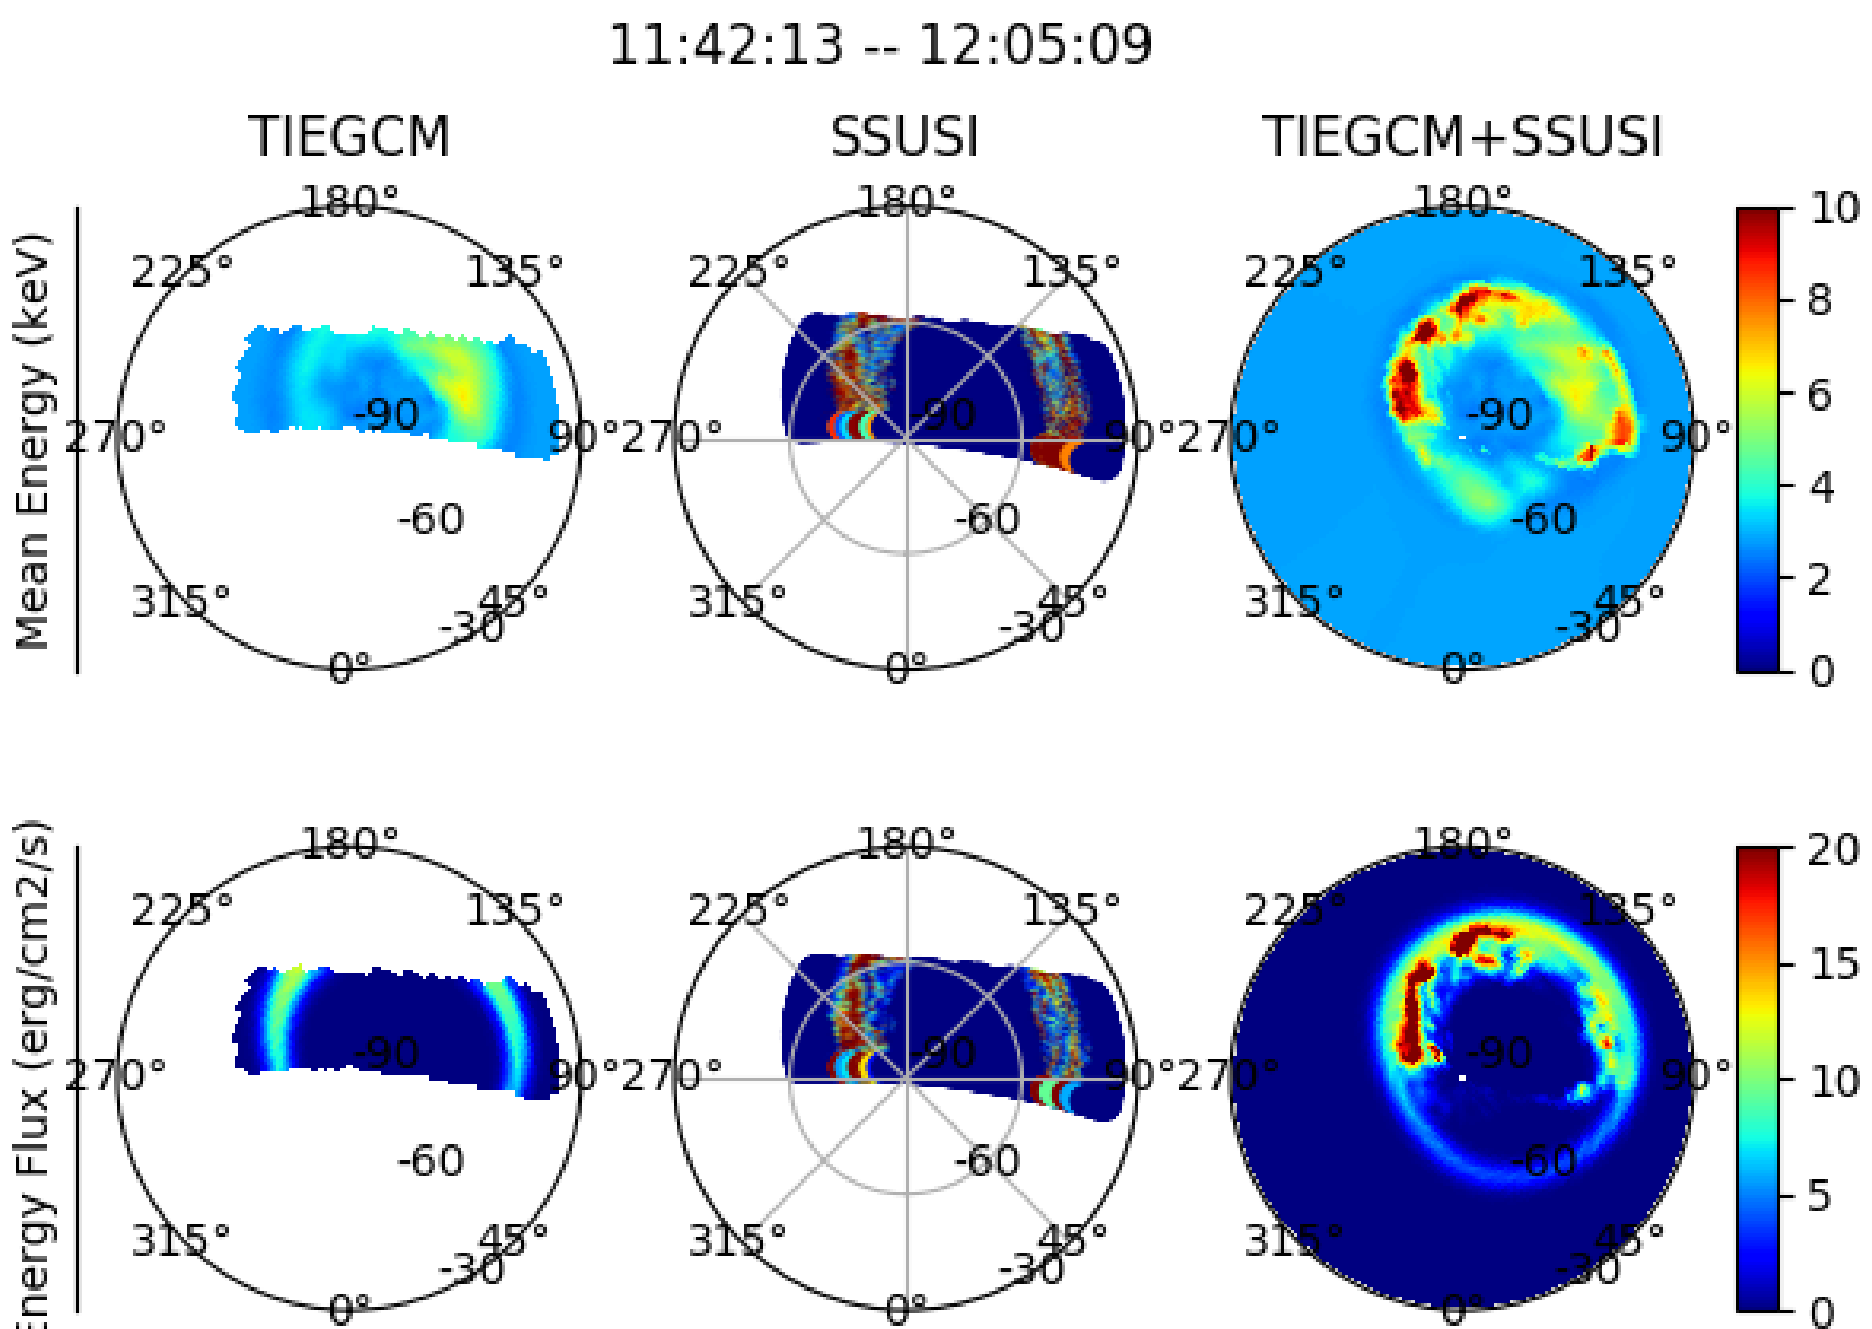 11:42:13 -- 12:05:09
TIEGCM SSUSI TIEGCM+SSUSI
Mean Energy (keV)
180° 180° 180° 10
225° 135° 225° 135° 225° 135° 8
6
-90 -90 -90
270° 90° 270° 90° 270° 90°
4
-60 -60 -60
315° 45° 315° 45° 315° 45° 2
-30 -30 -30
0° 0° 0° 0
Energy Flux (erg/cm2/s)
180° 180° 180° 20
225° 135° 225° 135° 225° 135°
15
-90 -90 -90
270° 90° 270° 90° 270° 90° 10
-60 -60 -60
5
315° 45° 315° 45° 315° 45°
-30 -30 -30
0° 0° 0° 0